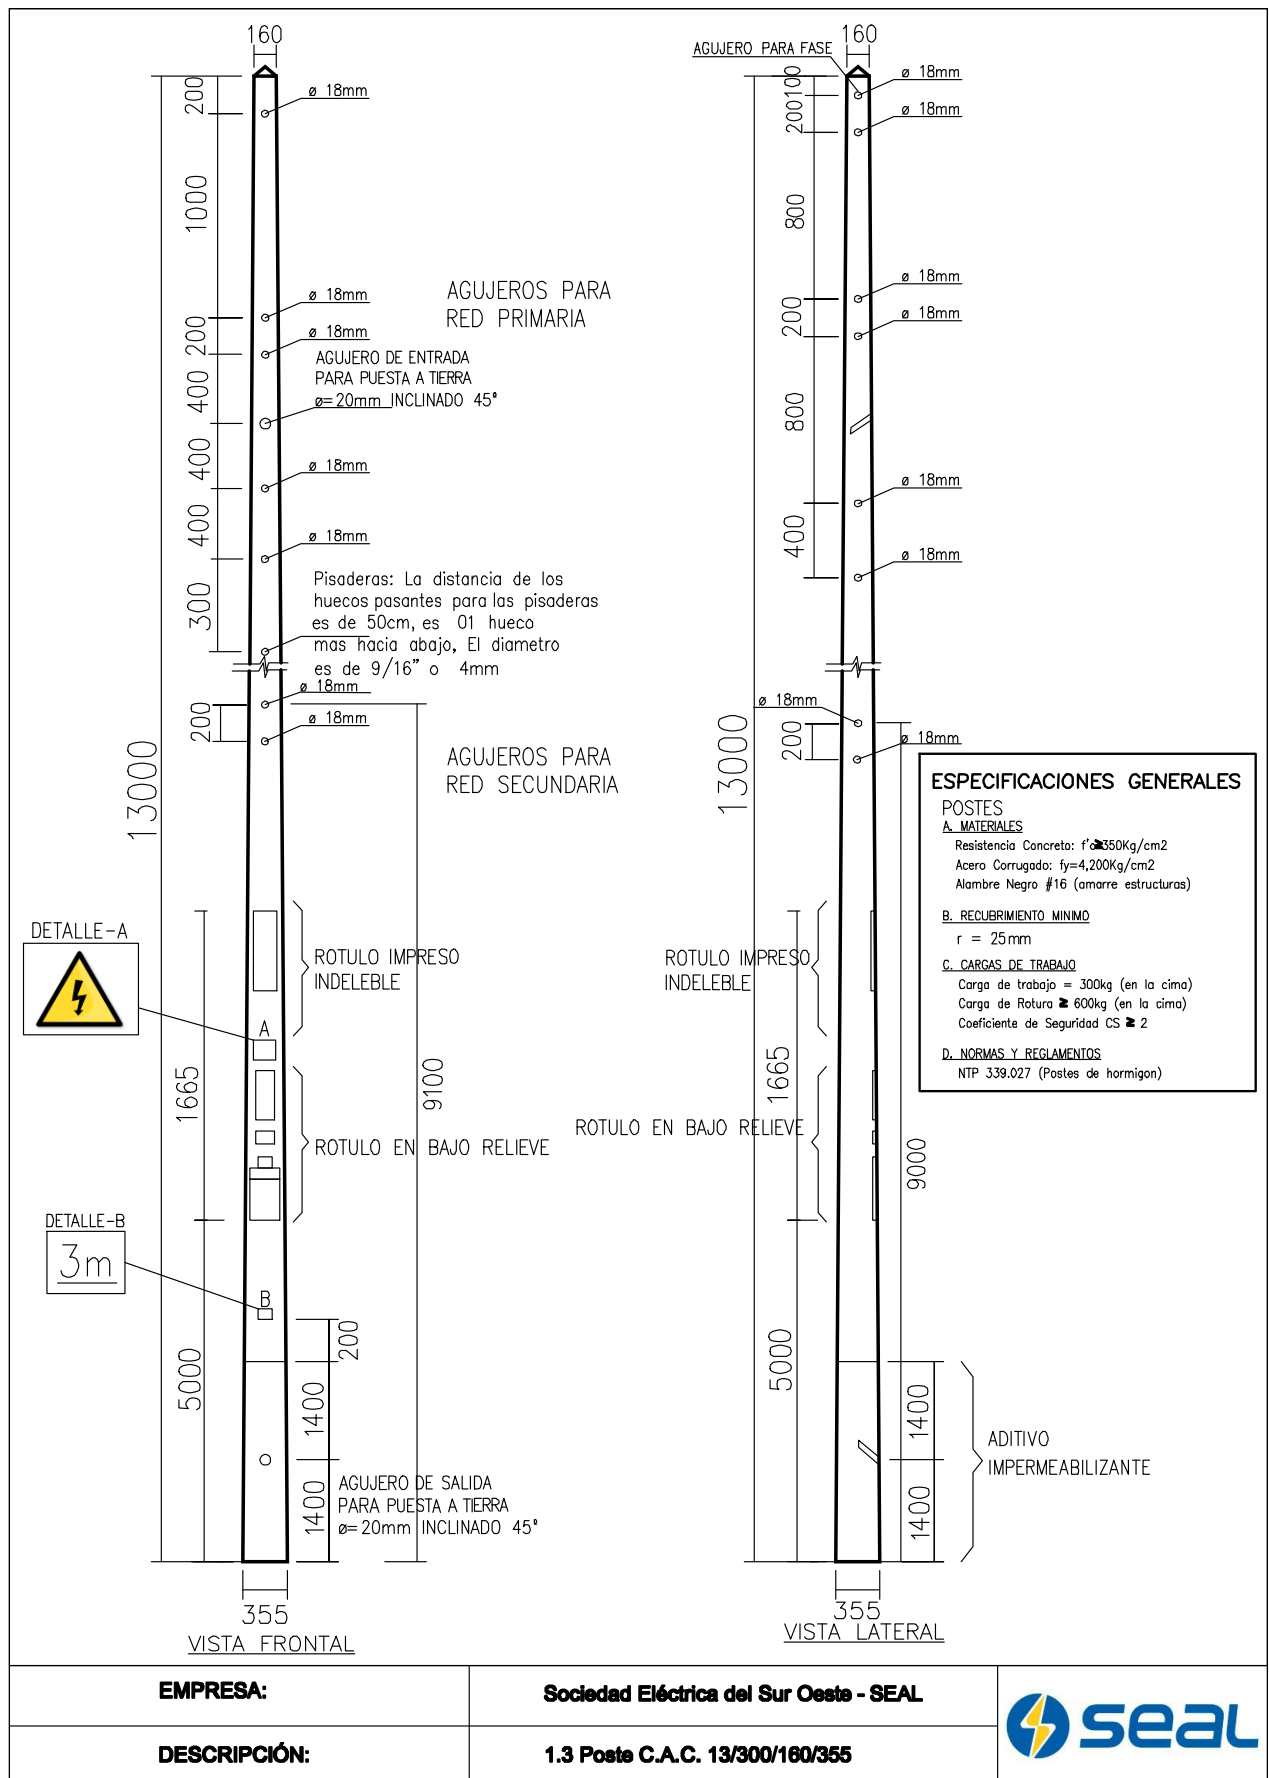 160
200
ø 18mm
1000
ø 18mm
200
ø 18mm
AGUJEROS PARA
RED PRIMARIA
AGUJERO DE ENTRADA
PARA PUESTA A TIERRA
ø=20mm INCLINADO 45°
400
400
ø 18mm
400
ø 18mm
300
Pisaderas: La distancia de los
huecos pasantes para las pisaderas
es de 50cm, es 01 hueco
mas hacia abajo, El diametro
es de 9/16" o 4mm
ø 18mm
200
ø 18mm
13000
AGUJEROS PARA
RED SECUNDARIA
DETALLE-A
ROTULO IMPRESO
INDELEBLE
A
1665
9100
ROTULO EN BAJO RELIEVE
DETALLE-B
3m
B
200
5000
1400
1400
AGUJERO DE SALIDA
PARA PUESTA A TIERRA
ø=20mm INCLINADO 45°
355
VISTA FRONTAL
160
AGUJERO PARA FASE
100
ø 18mm
200
ø 18mm
800
ø 18mm
200
ø 18mm
800
ø 18mm
400
ø 18mm
ø 18mm
200
ø 18mm
13000
ROTULO IMPRESO
INDELEBLE
1665
ROTULO EN BAJO RELIEVE
9000
5000
1400
1400
ADITIVO
IMPERMEABILIZANTE
355
VISTA LATERAL
ESPECIFICACIONES GENERALES
POSTES
A. MATERIALES
Resistencia Concreto: f'c≥350Kg/cm2
Acero Corrugado: fy=4,200Kg/cm2
Alambre Negro #16 (amarre estructuras)
B. RECUBRIMIENTO MINIMO
r = 25mm
C. CARGAS DE TRABAJO
Carga de trabajo = 300kg (en la cima)
Carga de Rotura ≥ 600kg (en la cima)
Coeficiente de Seguridad CS ≥ 2
D. NORMAS Y REGLAMENTOS
NTP 339.027 (Postes de hormigon)
EMPRESA:
Sociedad Eléctrica del Sur Oeste - SEAL
DESCRIPCIÓN:
1.3 Poste C.A.C. 13/300/160/355
seal